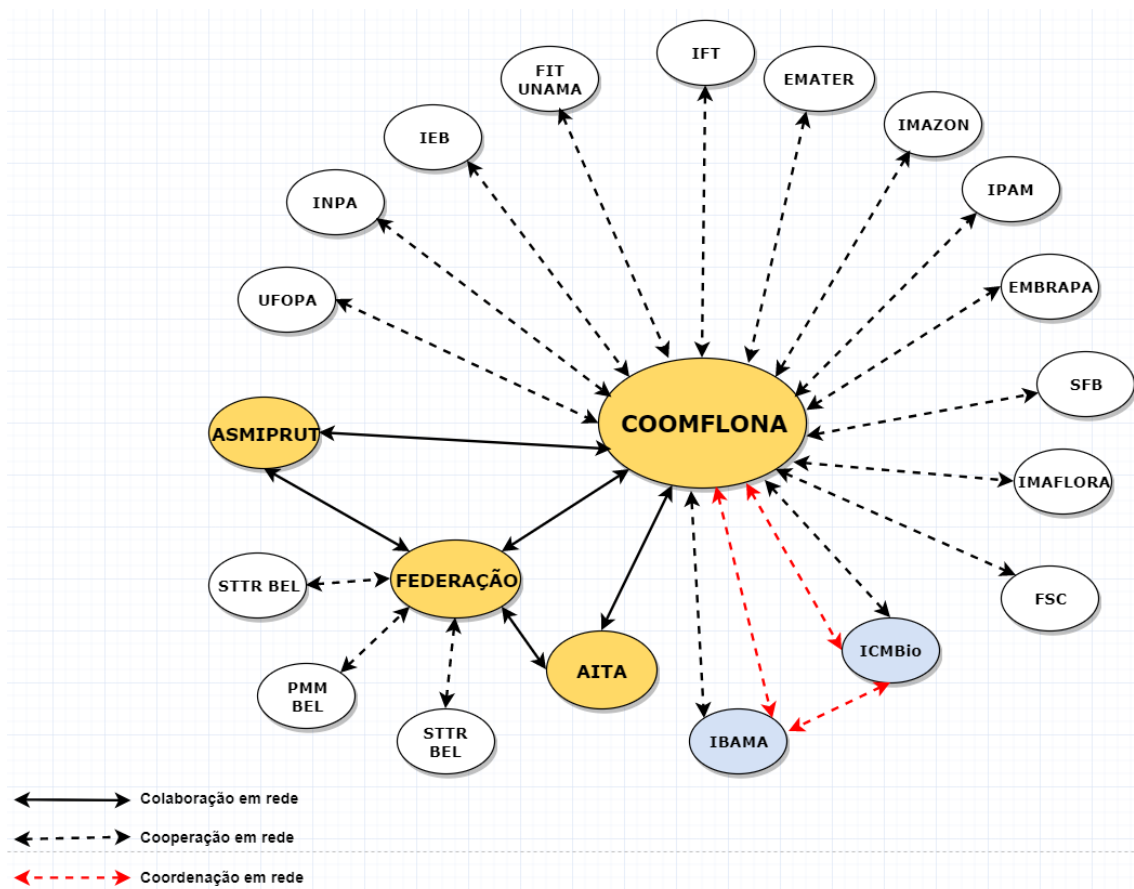 IFT
FIT
UNAMA
EMATER
IMAZON
IEB
IPAM
INPA
EMBRAPA
UFOPA
SFB
COOMFLONA
ASMIPRUT
IMAFLORA
FEDERAÇÃO
STTR BEL
FSC
ICMBio
AITA
PMM
BEL
STTR
BEL
IBAMA
Colaboração em rede
Cooperação em rede
Coordenação em rede